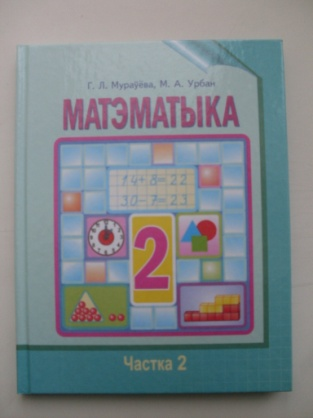 Г. Л. Мураўёва, М. А. Урбан
МАТЭМАТЫКА
14+8=22
30-7=23
2
Частка 2